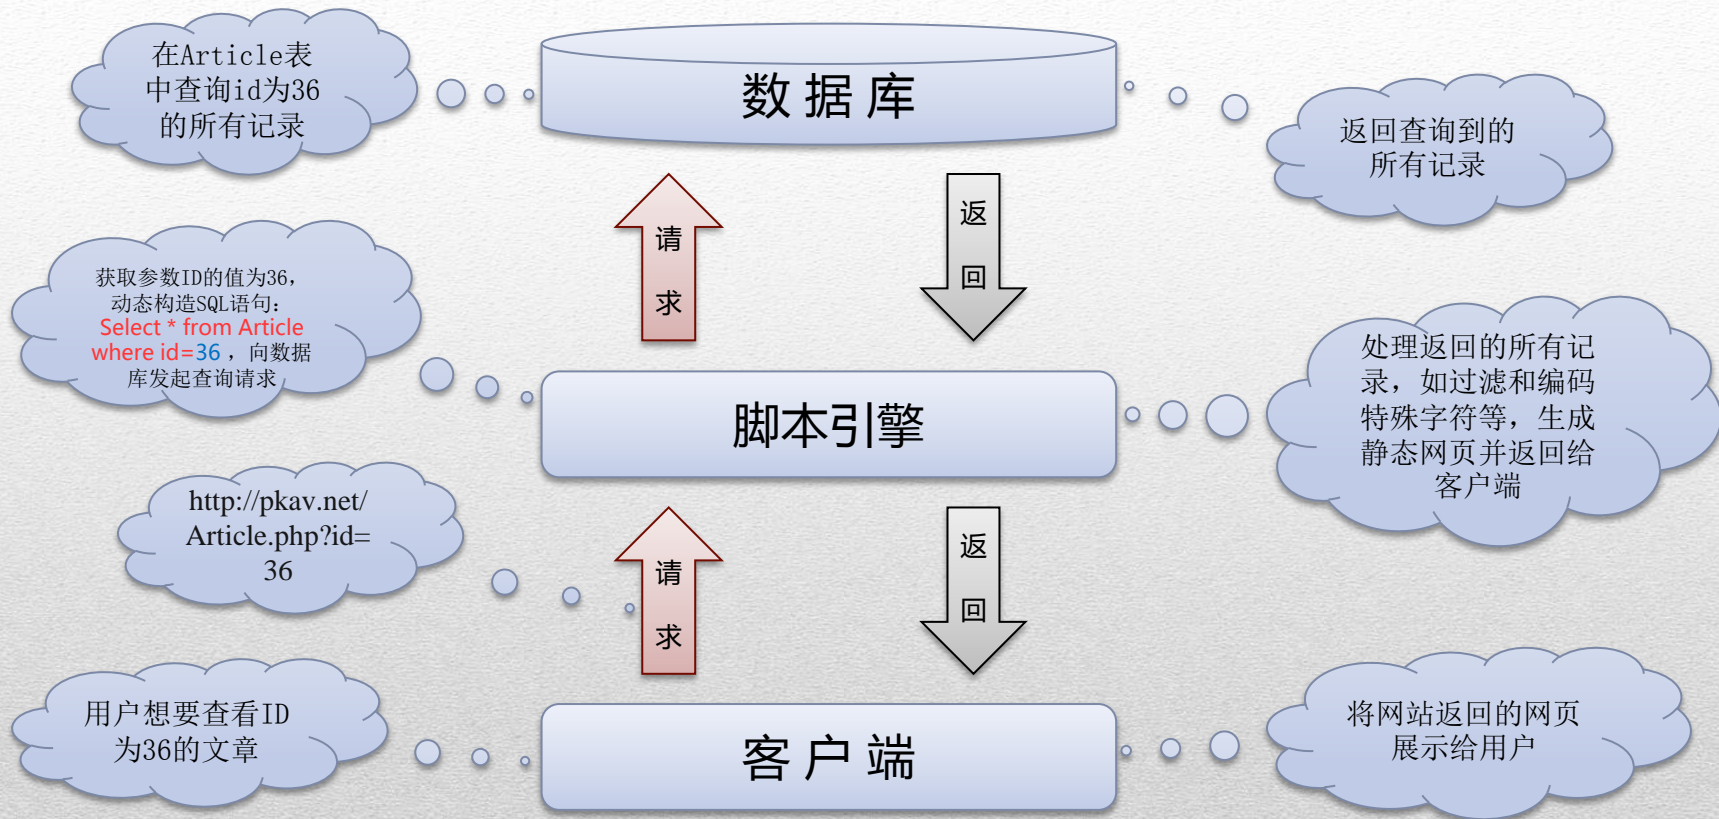 在Article表
中查询id为36
的所有记录
数据库
返回查询到的
所有记录
请
求
返
回
获取参数ID的值为36，
动态构造SQL语句：
Select * from Article
where id=36 ，向数据
库发起查询请求
脚本引擎
处理返回的所有记
录，如过滤和编码
特殊字符等，生成
静态网页并返回给
客户端
http://pkav.net/
Article.php?id=
36
请
求
返
回
用户想要查看ID
为36的文章
客户端
将网站返回的网页
展示给用户